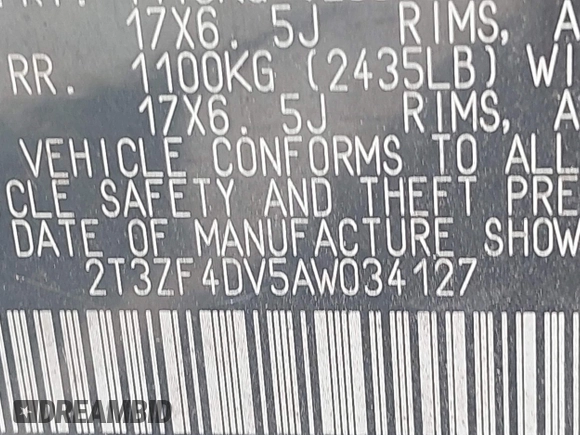 17X6. 5J RIMS, A
RR. 1100KG (2435LB) WI
17X6. 5J RIMS, A
VEHICLE CONFORMS TO ALL
CLE SAFETY AND THEFT PRE
DATE OF MANUFACTURE SHOW
2T3ZF4DV5AW034127
DREAMBID